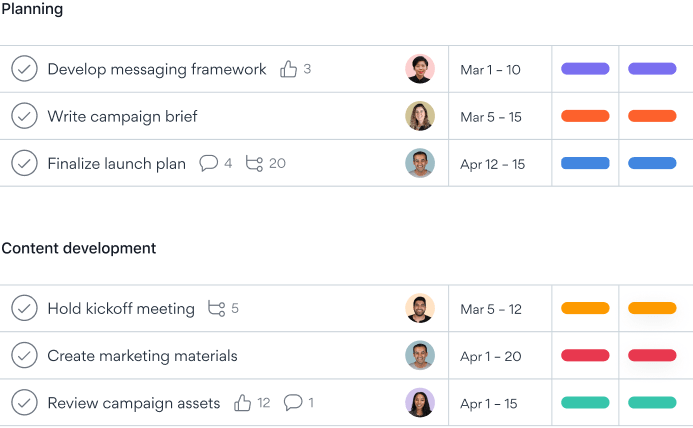 Planning
Develop messaging framework 3 Mar 1 – 10
Write campaign brief Mar 5 – 15
Finalize launch plan 4 20 Apr 12 – 15
Content development
Hold kickoff meeting 5 Mar 5 – 12
Create marketing materials Apr 1 – 20
Review campaign assets 12 1 Apr 1 – 15